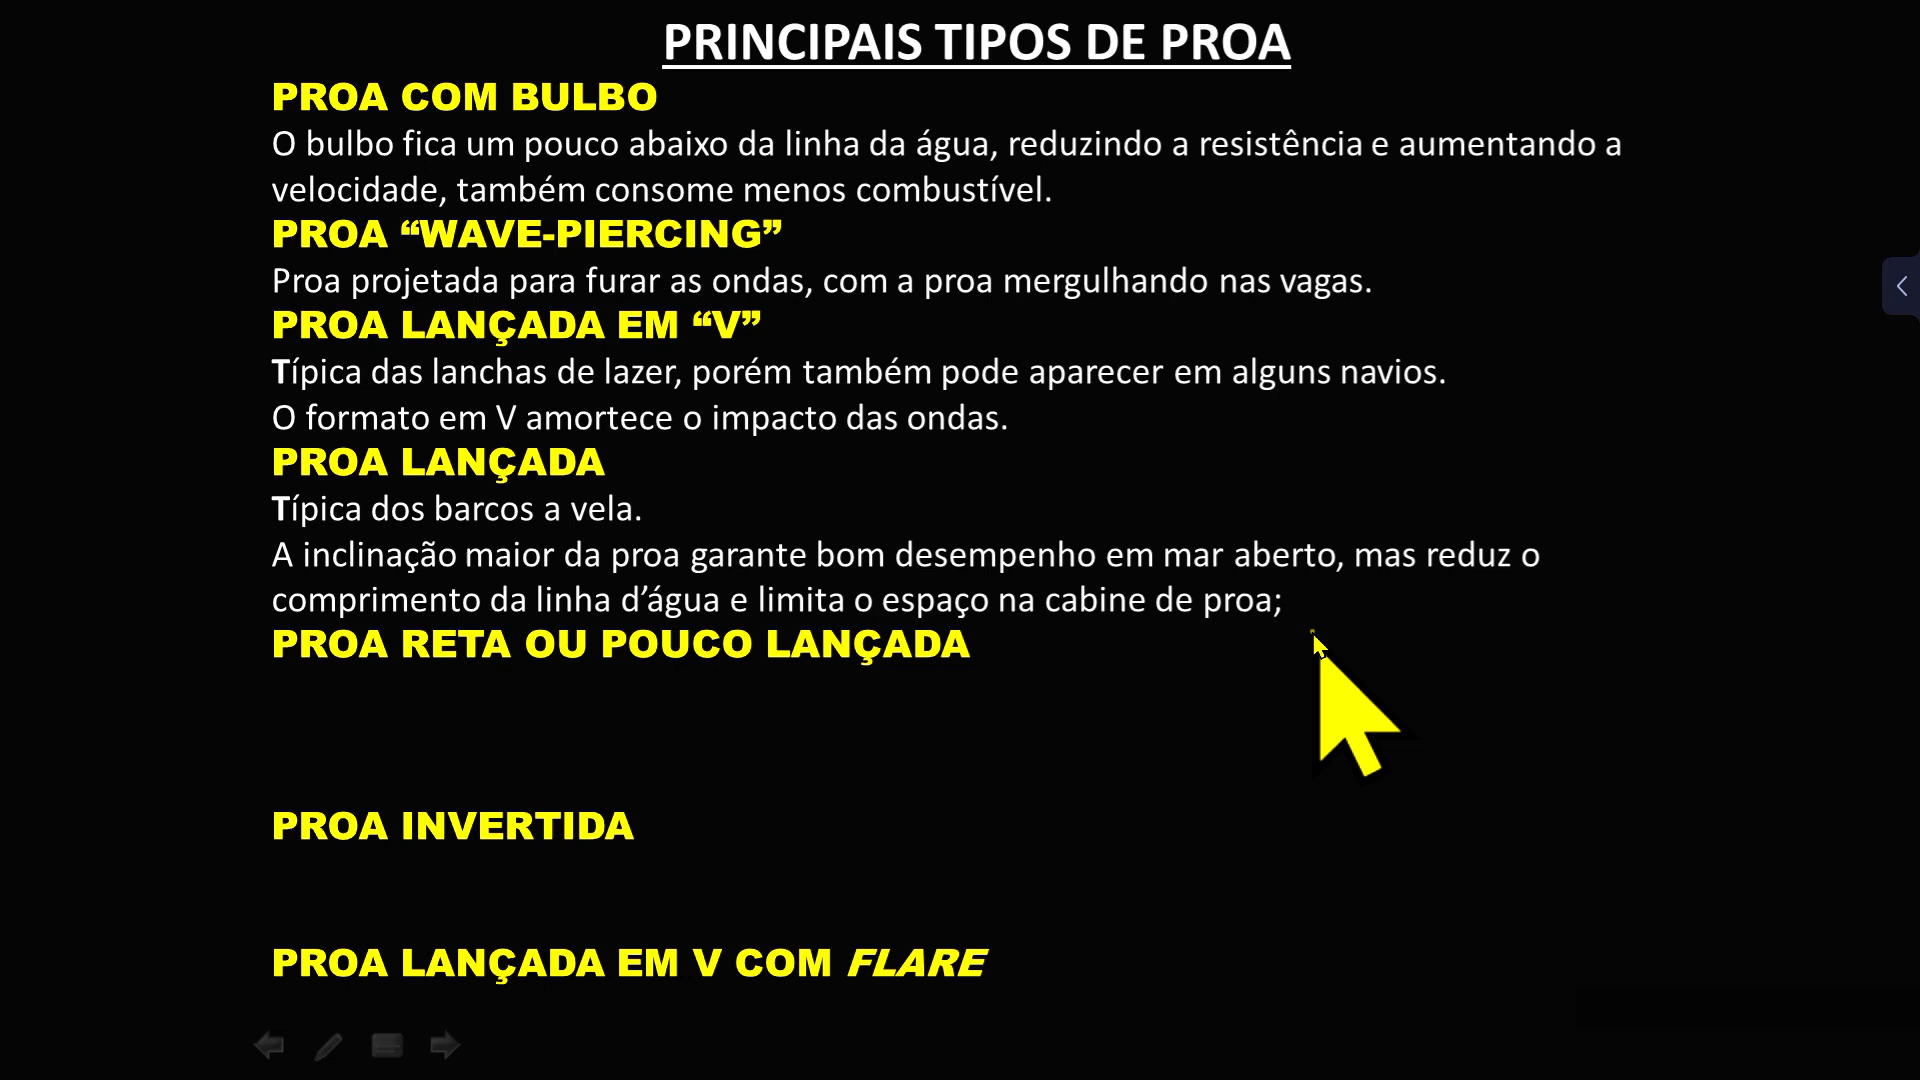 PRINCIPAIS TIPOS DE PROA
PROA COM BULBO
O bulbo fica um pouco abaixo da linha da água, reduzindo a resistência e aumentando a
velocidade, também consome menos combustível.
PROA “WAVE-PIERCING”
Proa projetada para furar as ondas, com a proa mergulhando nas vagas.
PROA LANÇADA EM “V”
Típica das lanchas de lazer, porém também pode aparecer em alguns navios.
O formato em V amortece o impacto das ondas.
PROA LANÇADA
Típica dos barcos a vela.
A inclinação maior da proa garante bom desempenho em mar aberto, mas reduz o
comprimento da linha d’água e limita o espaço na cabine de proa;
PROA RETA OU POUCO LANÇADA
PROA INVERTIDA
PROA LANÇADA EM V COM FLARE